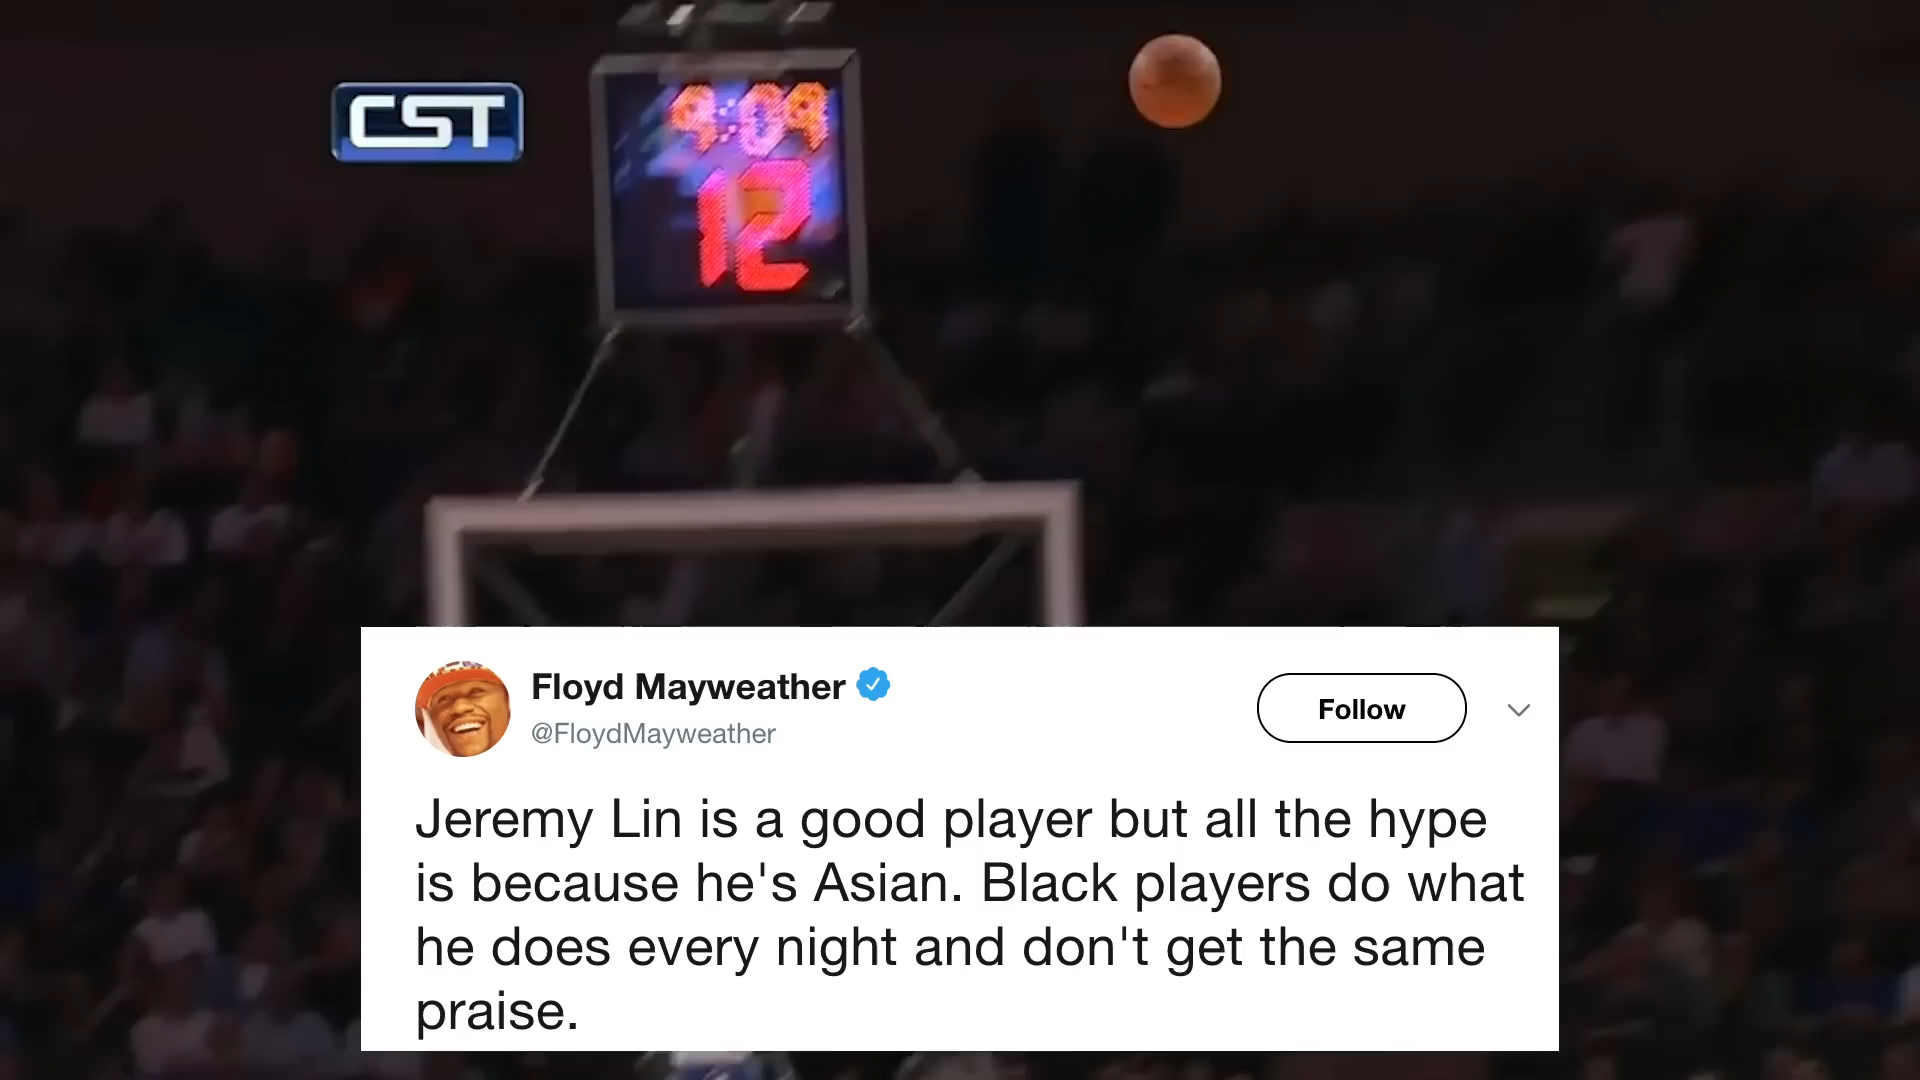 CST
9:09
12
Floyd Mayweather
@FloydMayweather
Follow
Jeremy Lin is a good player but all the hype
is because he's Asian. Black players do what
he does every night and don't get the same
praise.